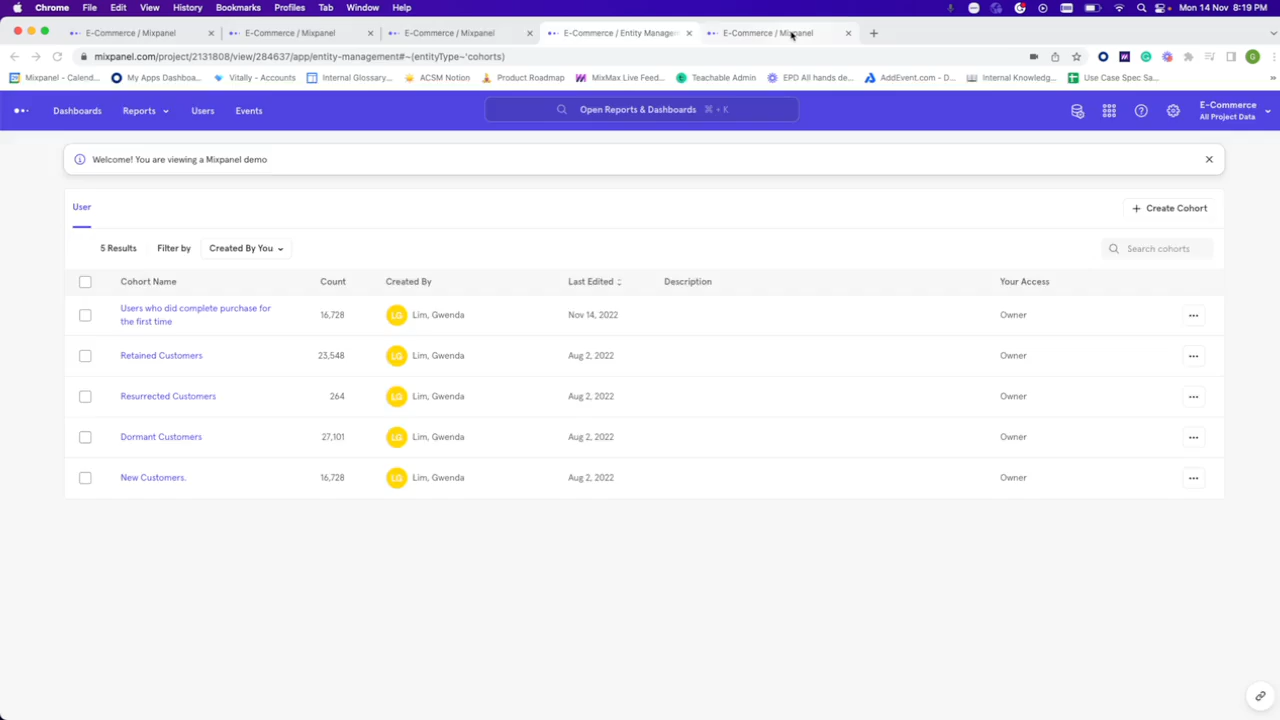 Chrome File Edit View History Bookmarks Profiles Tab Window Help Mon 14 Nov 8:19 PM
E-Commerce / Mixpanel E-Commerce / Mixpanel E-Commerce / Mixpanel E-Commerce / Entity Manage E-Commerce / Mixpanel
mixpanel.com/project/2131808/view/284637/app/entity-management#~(entityType~'cohorts) G
Mixpanel - Calend... My Apps Dashboa... Vitally - Accounts Internal Glossary... ACSM Notion Product Roadmap MixMax Live Feed... Teachable Admin EPD All hands de... AddEvent.com - D... Internal Knowledg... Use Case Spec Sa... »
Dashboards Reports Users Events Open Reports & Dashboards ⌘ + K E-Commerce
All Project Data
Welcome! You are viewing a Mixpanel demo
User + Create Cohort
5 Results Filter by Created By You Search cohorts
Cohort Name Count Created By Last Edited Description Your Access
Users who did complete purchase for
the first time 16,728 LG Lim, Gwenda Nov 14, 2022 Owner
Retained Customers 23,548 LG Lim, Gwenda Aug 2, 2022 Owner
Resurrected Customers 264 LG Lim, Gwenda Aug 2, 2022 Owner
Dormant Customers 27,101 LG Lim, Gwenda Aug 2, 2022 Owner
New Customers. 16,728 LG Lim, Gwenda Aug 2, 2022 Owner